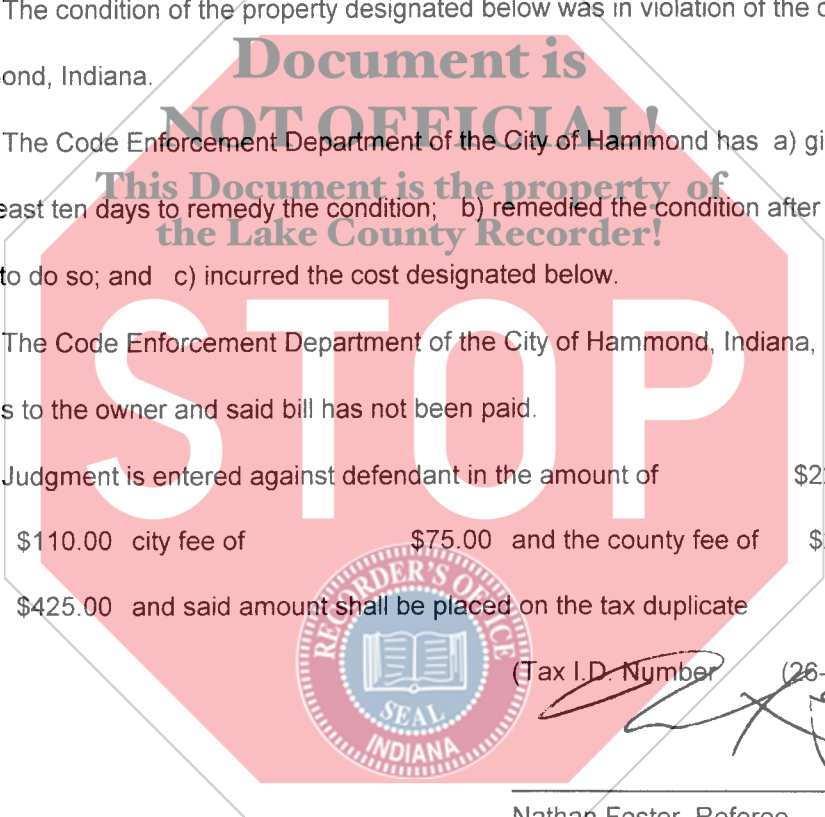 The condition of the property designated below was in violation of the
Document is
ond, Indiana.
NOT OFFICIAL!
The Code Enforcement Department of the City of Hammond has a) gi
This Document is the property of
east ten days to remedy the condition; b) remedied the condition after
the Lake County Recorder!
to do so; and c) incurred the cost designated below.
STOP
The Code Enforcement Department of the City of Hammond, Indiana,
s to the owner and said bill has not been paid.
Judgment is entered against defendant in the amount of $2
$110.00 city fee of $75.00 and the county fee of $
$425.00 and said amount shall be placed on the tax duplicate
RECORDER'S OFFICE
(Tax I.D. Number (26-
SEAL
INDIANA
Nathan Foster, Referee